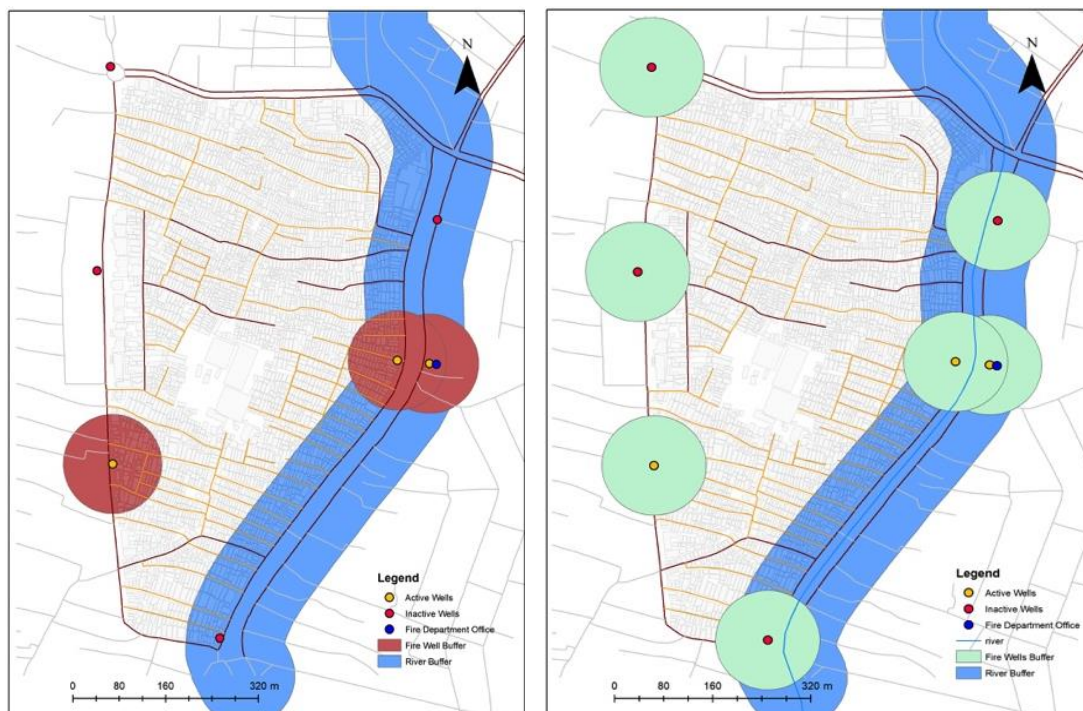 N
Legend
Active Wells
Inactive Wells
Fire Department Office
Fire Well Buffer
River Buffer
0 80 160 320 m
N
Legend
Active Wells
Inactive Wells
Fire Department Office
river
Fire Wells Buffer
River Buffer
0 80 160 320 m